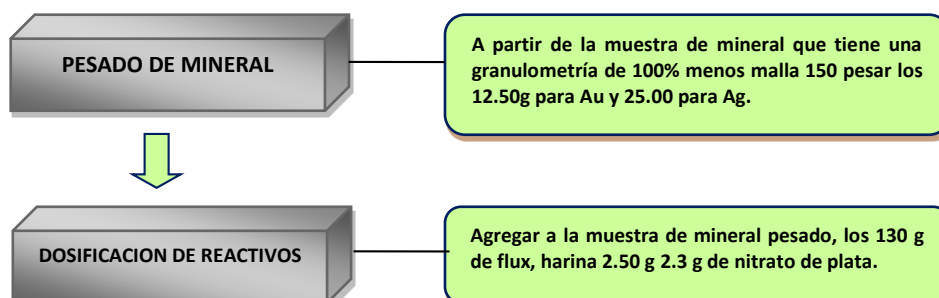 PESADO DE MINERAL
A partir de la muestra de mineral que tiene una
granulometría de 100% menos malla 150 pesar los
12.50g para Au y 25.00 para Ag.
DOSIFICACION DE REACTIVOS
Agregar a la muestra de mineral pesado, los 130 g
de flux, harina 2.50 g 2.3 g de nitrato de plata.